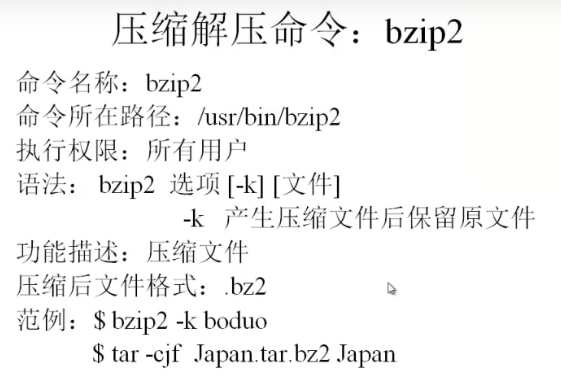 压缩解压命令：bzip2
命令名称：bzip2
命令所在路径：/usr/bin/bzip2
执行权限：所有用户
语法： bzip2 选项 [-k] [文件]
-k 产生压缩文件后保留原文件
功能描述：压缩文件
压缩后文件格式：.bz2
范例：$ bzip2 -k boduo
$ tar -cjf Japan.tar.bz2 Japan